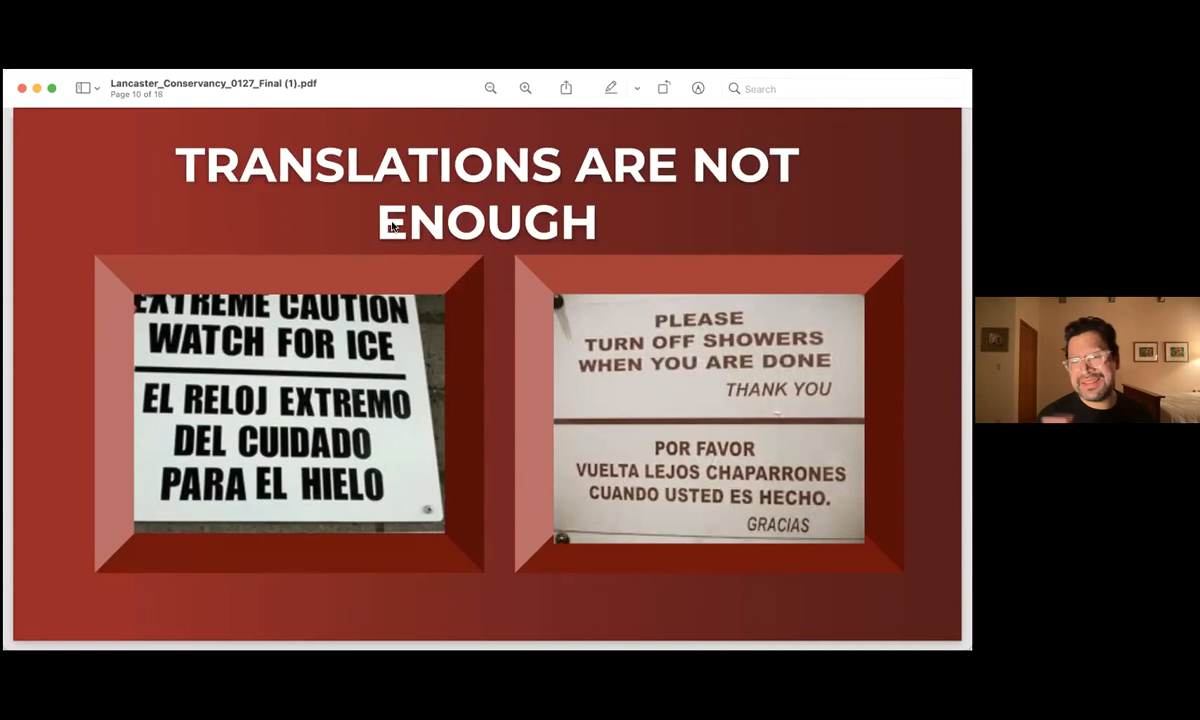 Lancaster_Conservancy_0127_Final (1).pdf
Page 10 of 18
Search
TRANSLATIONS ARE NOT
ENOUGH
EXTREME CAUTION
WATCH FOR ICE
EL RELOJ EXTREMO
DEL CUIDADO
PARA EL HIELO
PLEASE
TURN OFF SHOWERS
WHEN YOU ARE DONE
THANK YOU
POR FAVOR
VUELTA LEJOS CHAPARRONES
CUANDO USTED ES HECHO.
GRACIAS